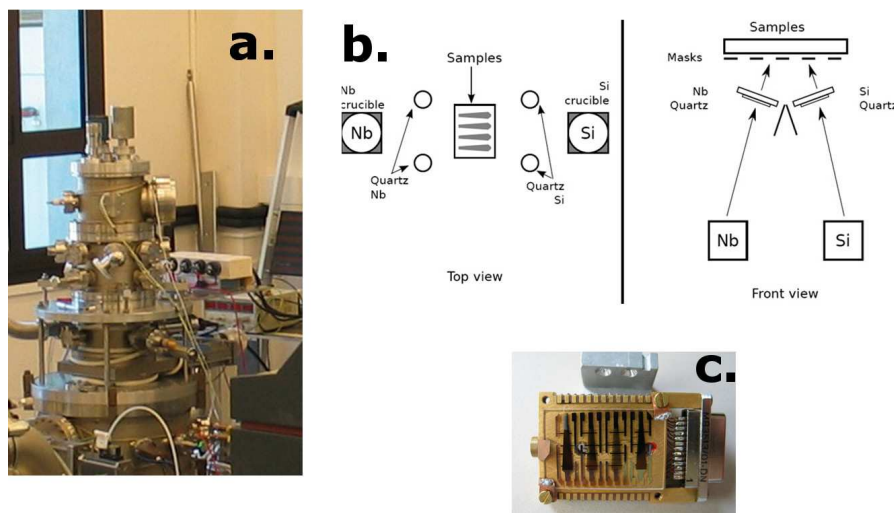 a.
b.
Samples
Nb
crucible
Si
crucible
Nb
Si
Quartz
Nb
Quartz
Si
Top view
Samples
Masks
Nb
Quartz
Si
Quartz
Nb
Si
Front view
c.
1